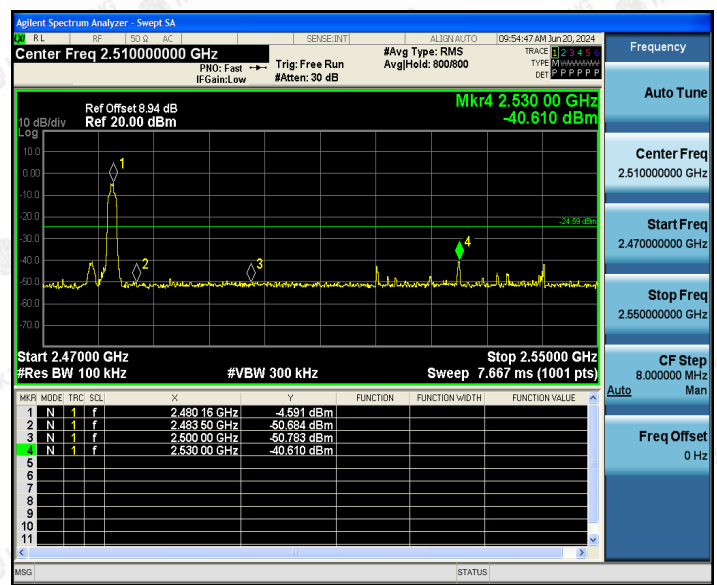 Agilent Spectrum Analyzer - Swept SA
LXI RL RF 50 Ω AC SENSE:INT ALIGNAUTO 09:54:47 AM Jun 20, 2024
Center Freq 2.510000000 GHz
PNO: Fast
IFGain:Low
Trig: Free Run
#Atten: 30 dB
#Avg Type: RMS
Avg|Hold: 800/800
TRACE 1 2 3 4 5 6
TYPE M
DET P P P P P P
Ref Offset 8.94 dB
10 dB/div Ref 20.00 dBm
Log
Mkr4 2.530 00 GHz
-40.610 dBm
10.0
0.00
-10.0
-20.0
-30.0
-40.0
-50.0
-60.0
-70.0
1
2
3
4
-24.59 dBm
Start 2.47000 GHz Stop 2.55000 GHz
#Res BW 100 kHz #VBW 300 kHz Sweep 7.667 ms (1001 pts)
MKR MODE TRC SCL X Y FUNCTION FUNCTION WIDTH FUNCTION VALUE
1 N 1 f 2.480 16 GHz -4.591 dBm
2 N 1 f 2.483 50 GHz -50.684 dBm
3 N 1 f 2.500 00 GHz -50.783 dBm
4 N 1 f 2.530 00 GHz -40.610 dBm
5
6
7
8
9
10
11
MSG STATUS
Frequency
Auto Tune
Center Freq
2.510000000 GHz
Start Freq
2.470000000 GHz
Stop Freq
2.550000000 GHz
CF Step
8.000000 MHz
Auto Man
Freq Offset
0 Hz